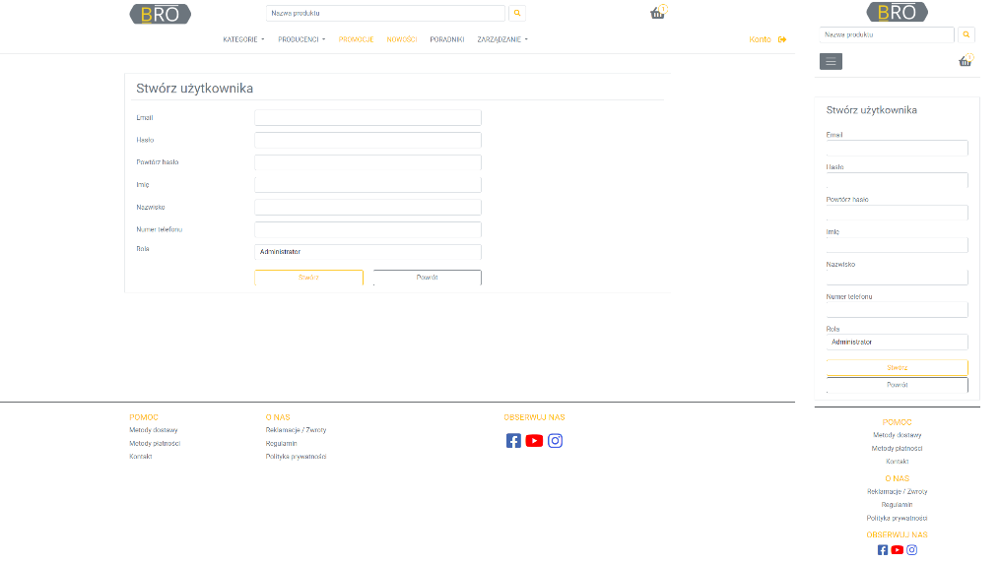 BRO
Nazwa produktu
1
KATEGORIE
PRODUCENCI
PROMOCJE
NOWOŚCI
PORADNIKI
ZARZĄDZANIE
Konto
Stwórz użytkownika
Email
Hasło
Powtórz hasło
Imię
Nazwisko
Numer telefonu
Rola
Administrator
Stwórz
Powrót
POMOC
Metody dostawy
Metody płatności
Kontakt
O NAS
Reklamacje / Zwroty
Regulamin
Polityka prywatności
OBSERWUJ NAS
BRO
Nazwa produktu
1
Stwórz użytkownika
Email
Hasło
Powtórz hasło
Imię
Nazwisko
Numer telefonu
Rola
Administrator
Stwórz
Powrót
POMOC
Metody dostawy
Metody płatności
Kontakt
O NAS
Reklamacje / Zwroty
Regulamin
Polityka prywatności
OBSERWUJ NAS